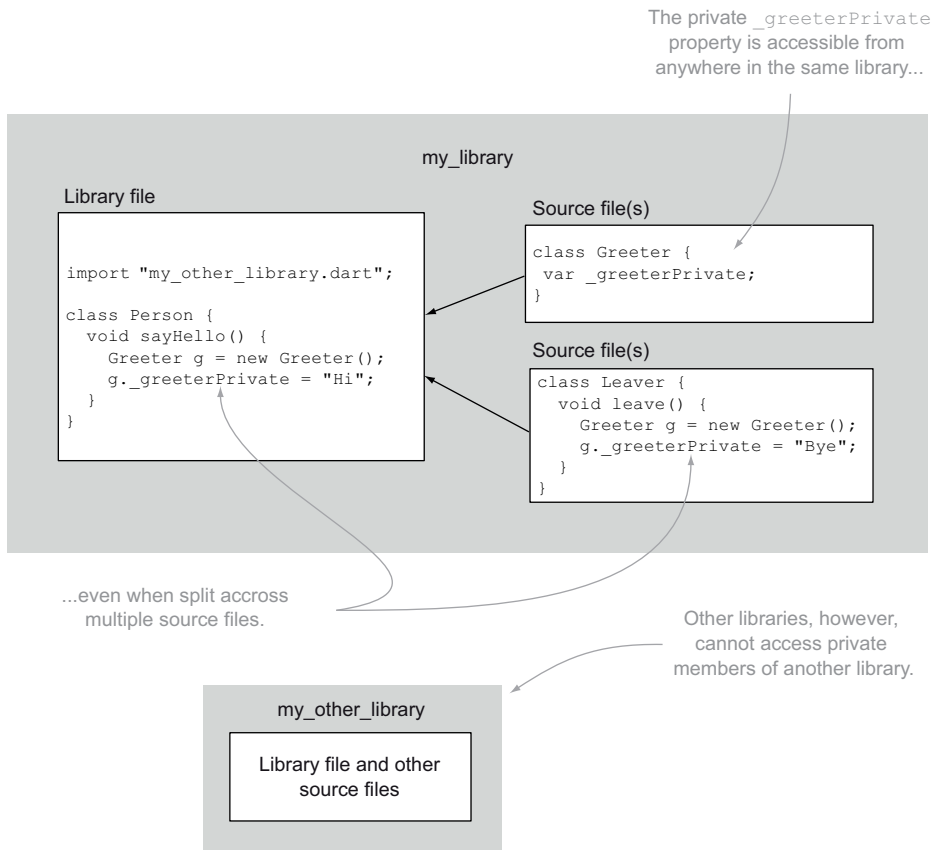 The private _greeterPrivate
property is accessible from
anywhere in the same library...
my_library
Library file
import "my_other_library.dart";
class Person {
void sayHello() {
Greeter g = new Greeter();
g._greeterPrivate = "Hi";
}
}
Source file(s)
class Greeter {
var _greeterPrivate;
}
Source file(s)
class Leaver {
void leave() {
Greeter g = new Greeter();
g._greeterPrivate = "Bye";
}
}
...even when split accross
multiple source files.
Other libraries, however,
cannot access private
members of another library.
my_other_library
Library file and other
source files